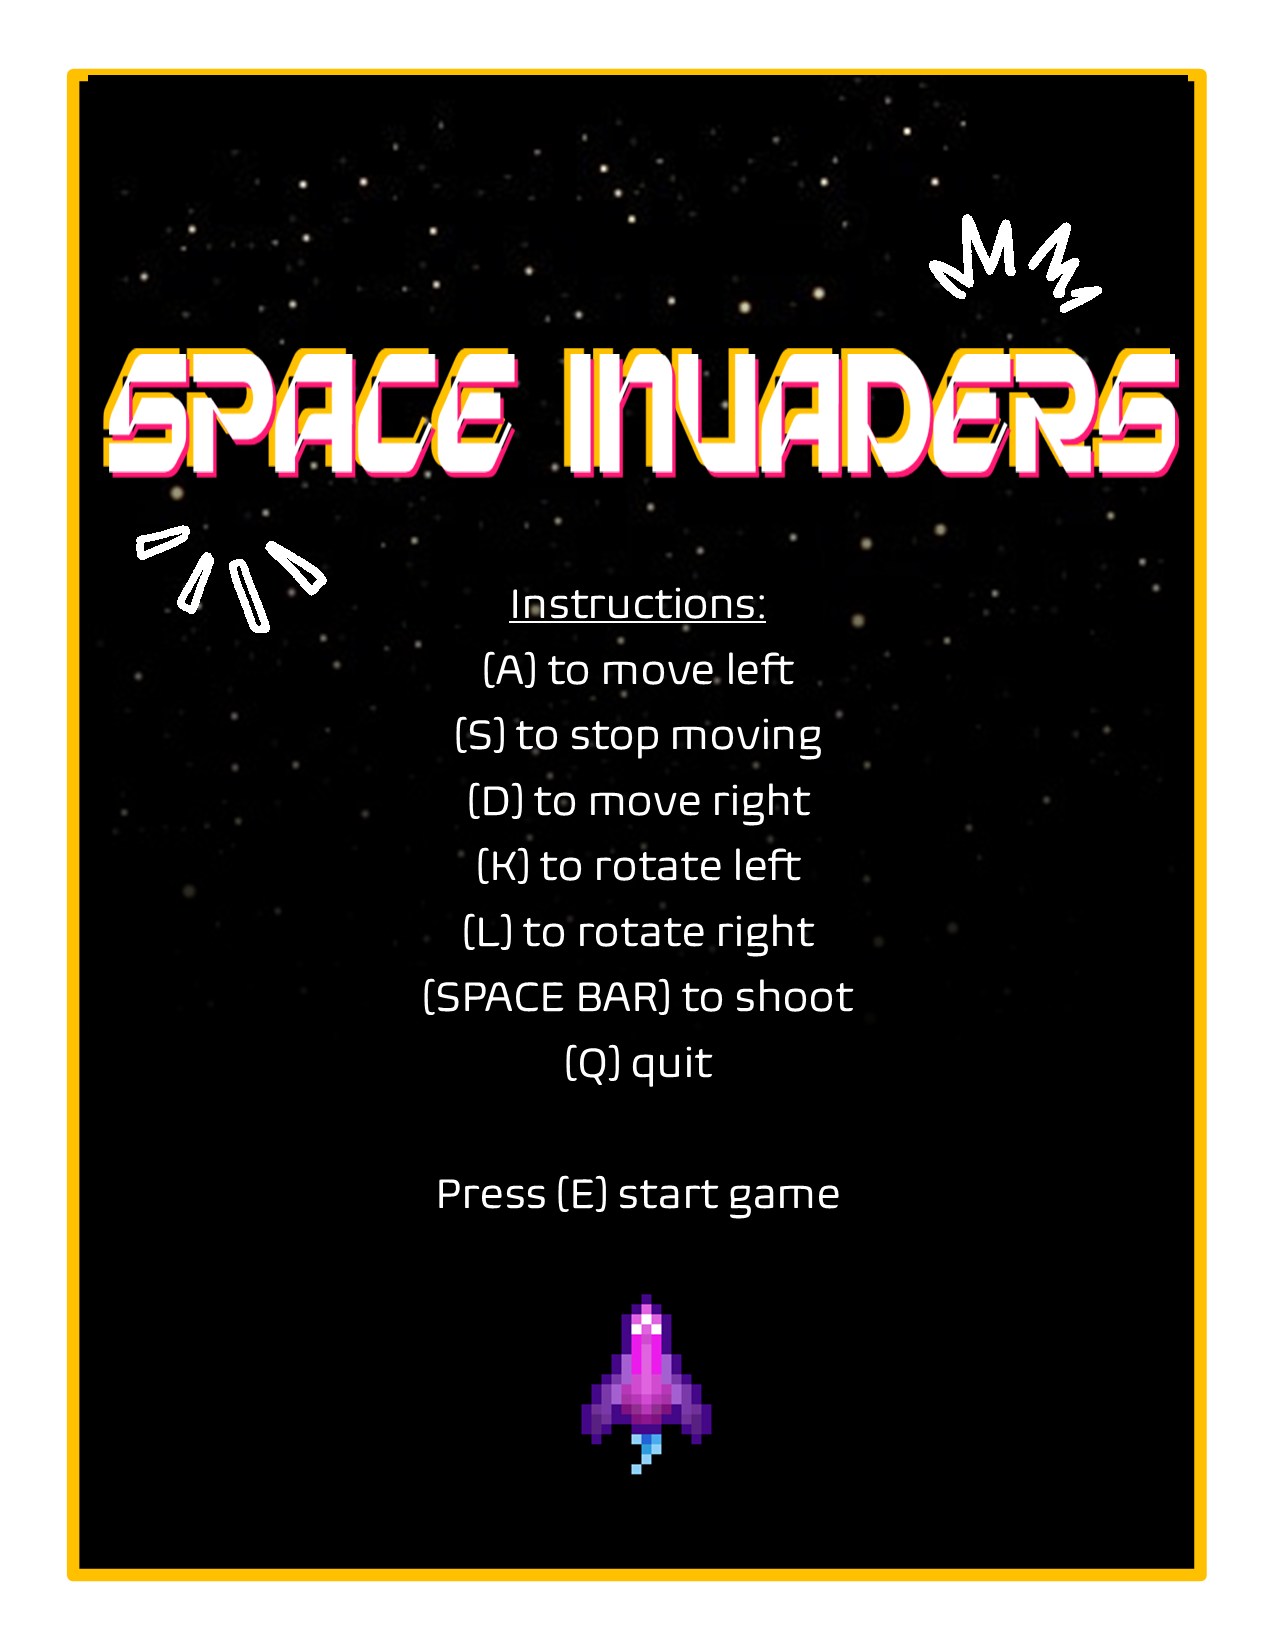 SPACE INVADERS
Instructions:
(A) to move left
(S) to stop moving
(D) to move right
(K) to rotate left
(L) to rotate right
(SPACE BAR) to shoot
(Q) quit
Press (E) start game